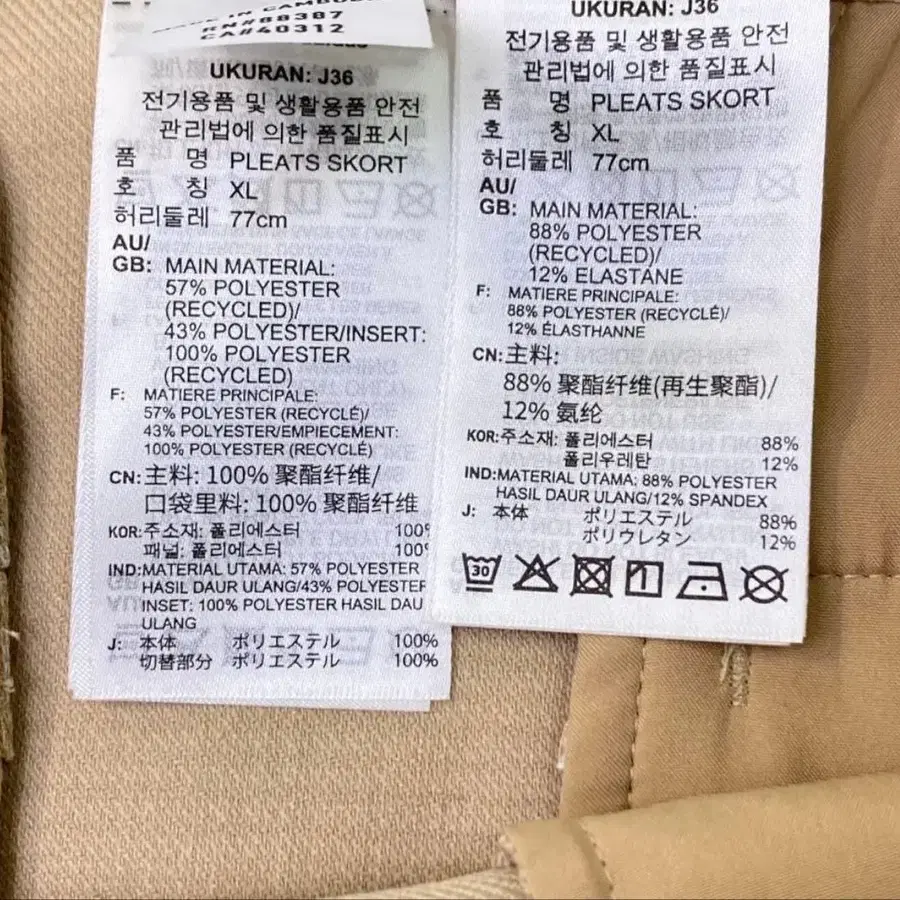 MADE IN CAMBOD
RN#88387
CA#40312
UKURAN: J36
전기용품 및 생활용품 안전
관리법에 의한 품질표시
품 명 PLEATS SKORT
호 칭 XL
허리둘레 77cm
AU/
GB: MAIN MATERIAL:
57% POLYESTER
(RECYCLED)/
43% POLYESTER/INSERT:
100% POLYESTER
(RECYCLED)
F: MATIERE PRINCIPALE:
57% POLYESTER (RECYCLÉ)/
43% POLYESTER/EMPIECEMENT:
100% POLYESTER (RECYCLÉ)
CN: 主料: 100% 聚酯纤维/
口袋里料: 100% 聚酯纤维
KOR: 주소재: 폴리에스터 100%
패널: 폴리에스터 100%
IND: MATERIAL UTAMA: 57% POLYESTER
HASIL DAUR ULANG/43% POLYESTER
INSET: 100% POLYESTER HASIL DAU
ULANG
J: 本体 ポリエステル 100%
切替部分 ポリエステル 100%
UKURAN: J36
전기용품 및 생활용품 안전
관리법에 의한 품질표시
품 명 PLEATS SKORT
호 칭 XL
허리둘레 77cm
AU/
GB: MAIN MATERIAL:
88% POLYESTER
(RECYCLED)/
12% ELASTANE
F: MATIERE PRINCIPALE:
88% POLYESTER (RECYCLÉ)/
12% ÉLASTHANNE
CN: 主料:
88% 聚酯纤维(再生聚酯)/
12% 氨纶
KOR: 주소재: 폴리에스터 88%
폴리우레탄 12%
IND: MATERIAL UTAMA: 88% POLYESTER
HASIL DAUR ULANG/12% SPANDEX
J: 本体 ポリエステル 88%
ポリウレタン 12%
30